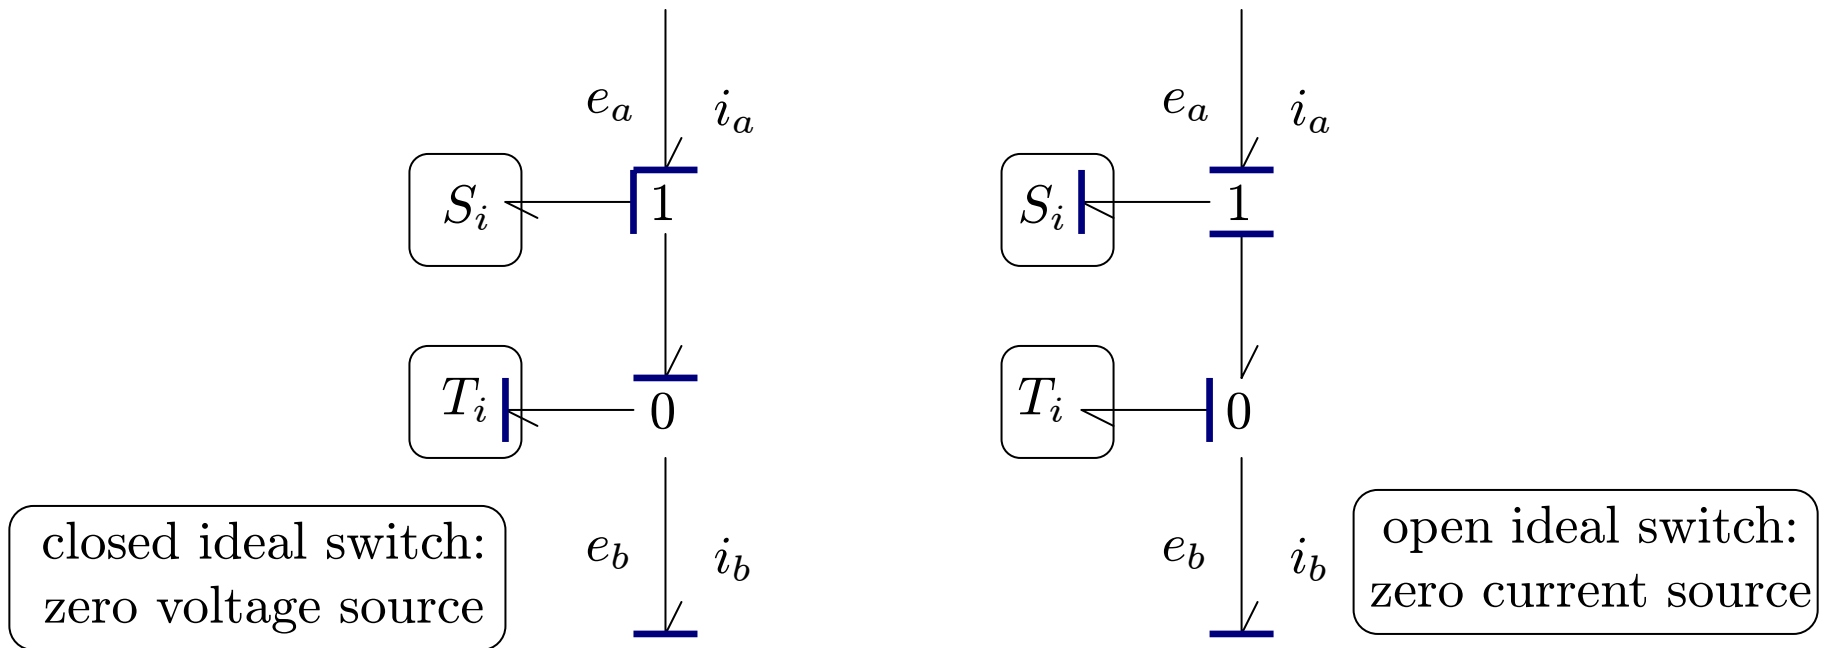 e_a i_a
S_i 1
T_i 0
e_b i_b
closed ideal switch:
zero voltage source
e_a i_a
S_i 1
T_i 0
e_b i_b
open ideal switch:
zero current source